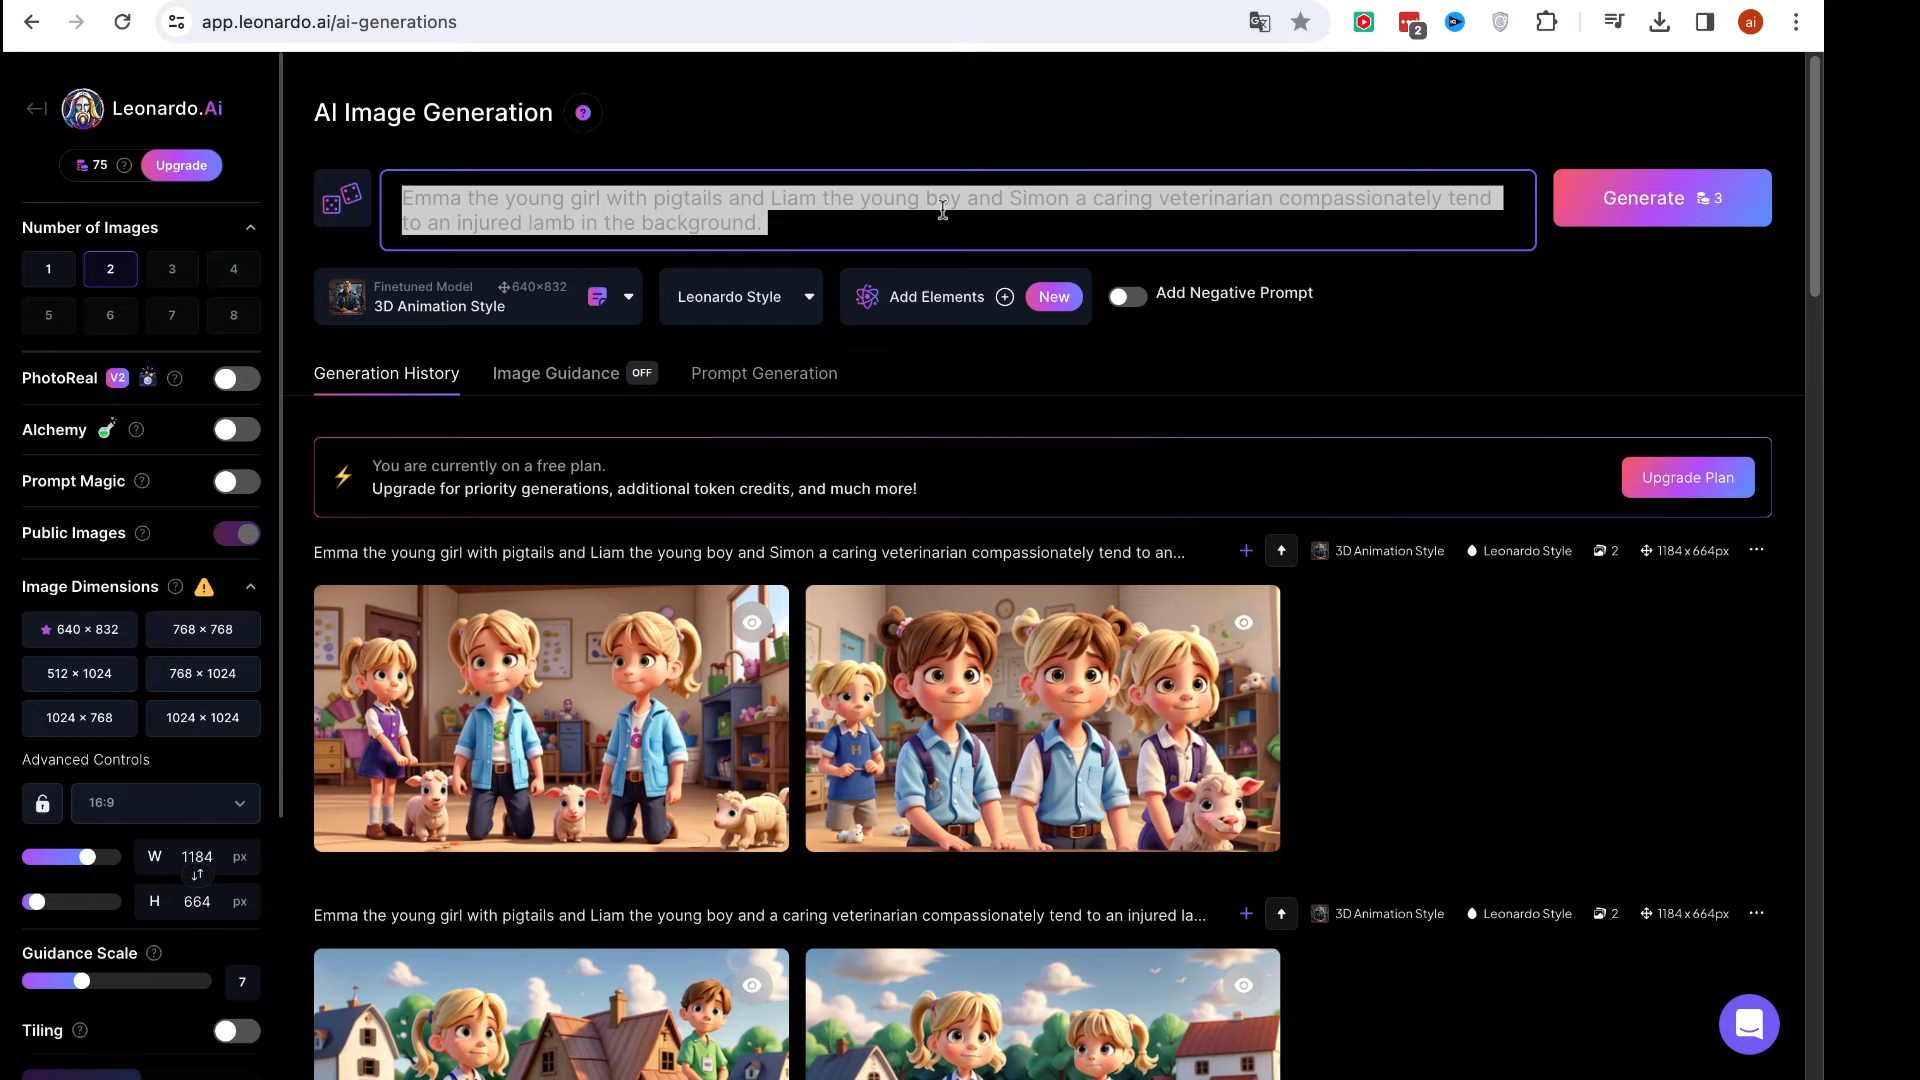 app.leonardo.ai/ai-generations
2
ai
Leonardo.Ai
75
Upgrade
Number of Images
1 2 3 4
5 6 7 8
PhotoReal V2
Alchemy
Prompt Magic
Public Images
Image Dimensions
640 × 832 768 × 768
512 × 1024 768 × 1024
1024 × 768 1024 × 1024
Advanced Controls
16:9
W 1184 px
H 664 px
Guidance Scale
7
Tiling
AI Image Generation ?
Emma the young girl with pigtails and Liam the young boy and Simon a caring veterinarian compassionately tend
to an injured lamb in the background.
Generate 3
Finetuned Model 640×832
3D Animation Style
Leonardo Style
Add Elements New
Add Negative Prompt
Generation History Image Guidance OFF Prompt Generation
You are currently on a free plan.
Upgrade for priority generations, additional token credits, and much more!
Upgrade Plan
Emma the young girl with pigtails and Liam the young boy and Simon a caring veterinarian compassionately tend to an... 3D Animation Style Leonardo Style 2 1184 x 664px
H
Emma the young girl with pigtails and Liam the young boy and a caring veterinarian compassionately tend to an injured la... 3D Animation Style Leonardo Style 2 1184 x 664px